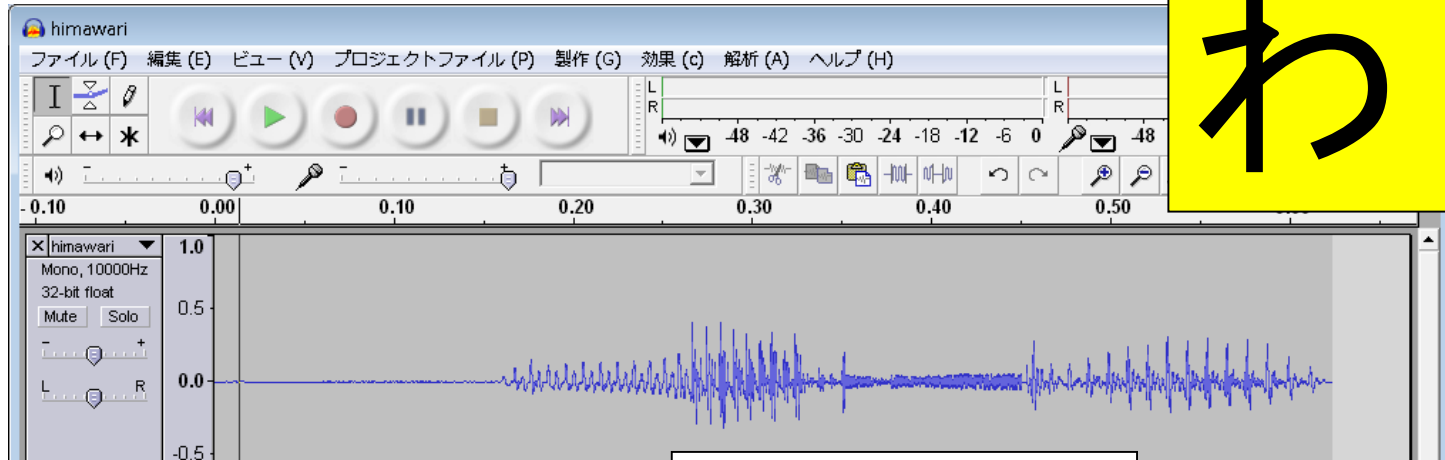 himawari
わ
ファイル (F) 編集 (E) ビュー (V) プロジェクトファイル (P) 製作 (G) 効果 (c) 解析 (A) ヘルプ (H)
L L
R R
-48 -42 -36 -30 -24 -18 -12 -6 0 -48
- + - +
-0.10 0.00 0.10 0.20 0.30 0.40 0.50
himawari 1.0
Mono, 10000Hz
32-bit float
Mute Solo 0.5
- +
L R 0.0
-0.5